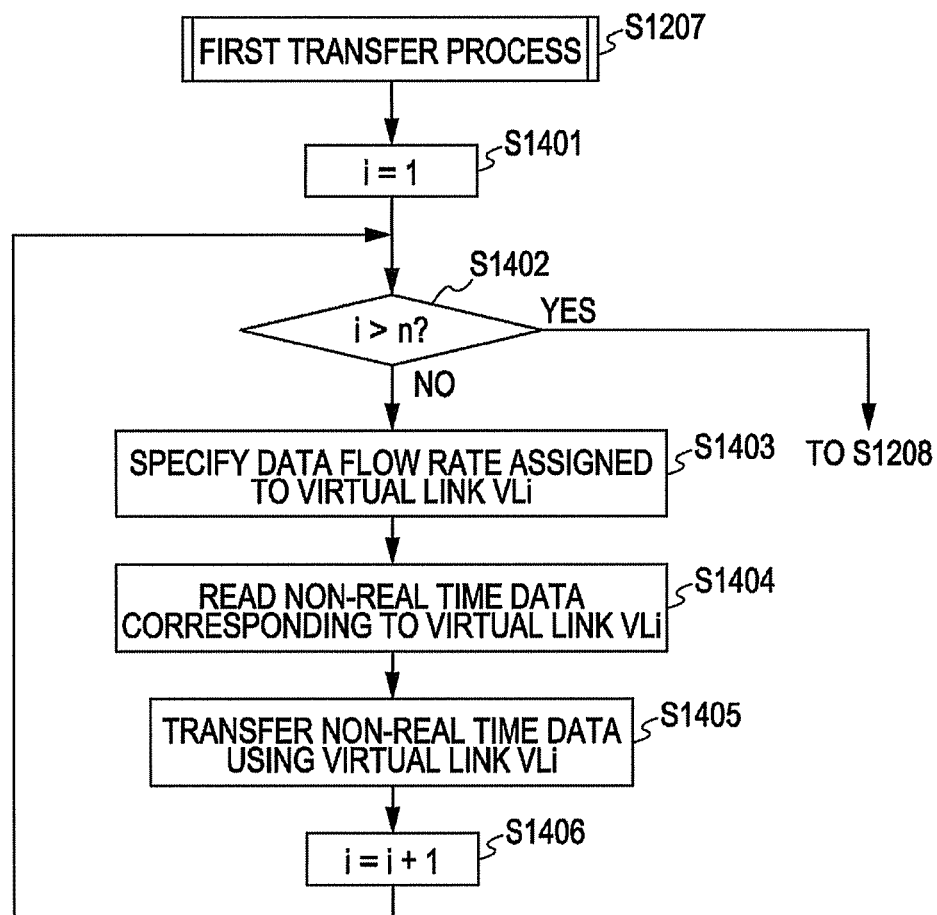 FIRST TRANSFER PROCESS
S1207
i = 1
S1401
S1402
i > n?
YES
NO
SPECIFY DATA FLOW RATE ASSIGNED
TO VIRTUAL LINK VLi
S1403
TO S1208
READ NON-REAL TIME DATA
CORRESPONDING TO VIRTUAL LINK VLi
S1404
TRANSFER NON-REAL TIME DATA
USING VIRTUAL LINK VLi
S1405
i = i + 1
S1406